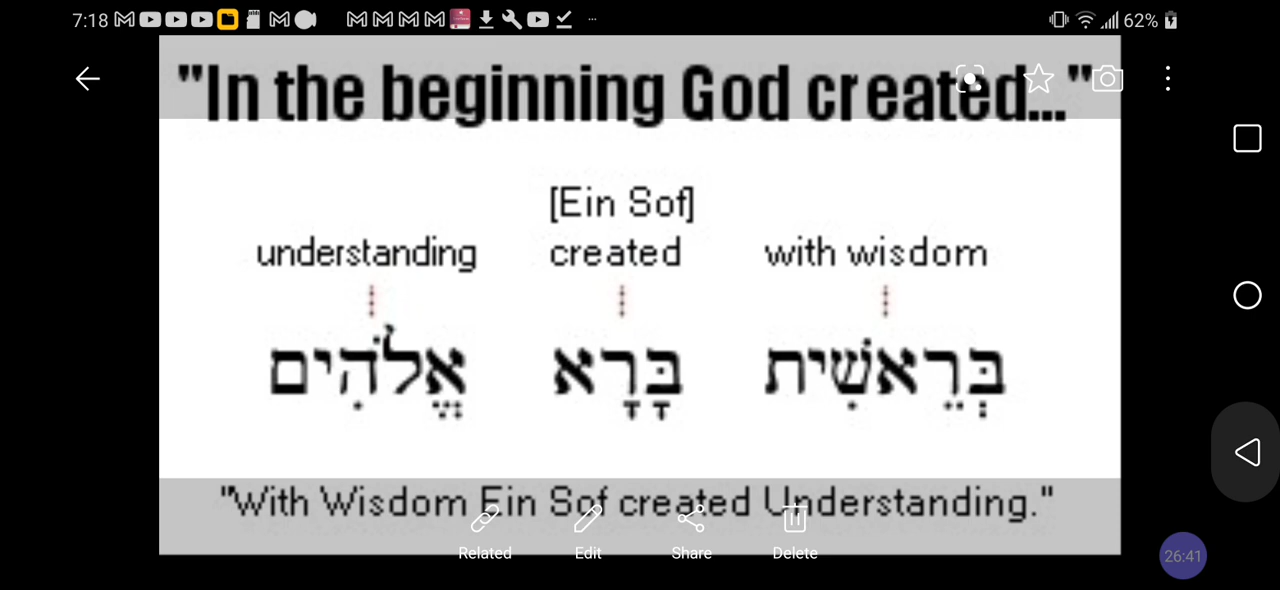 7:18
62%
"In the beginning God created..."
[Ein Sof]
understanding created with wisdom
בְּרֵאשִׁית בָּרָא אֱלֹהִים
"With Wisdom Ein Sof created Understanding."
Related Edit Share Delete
26:41